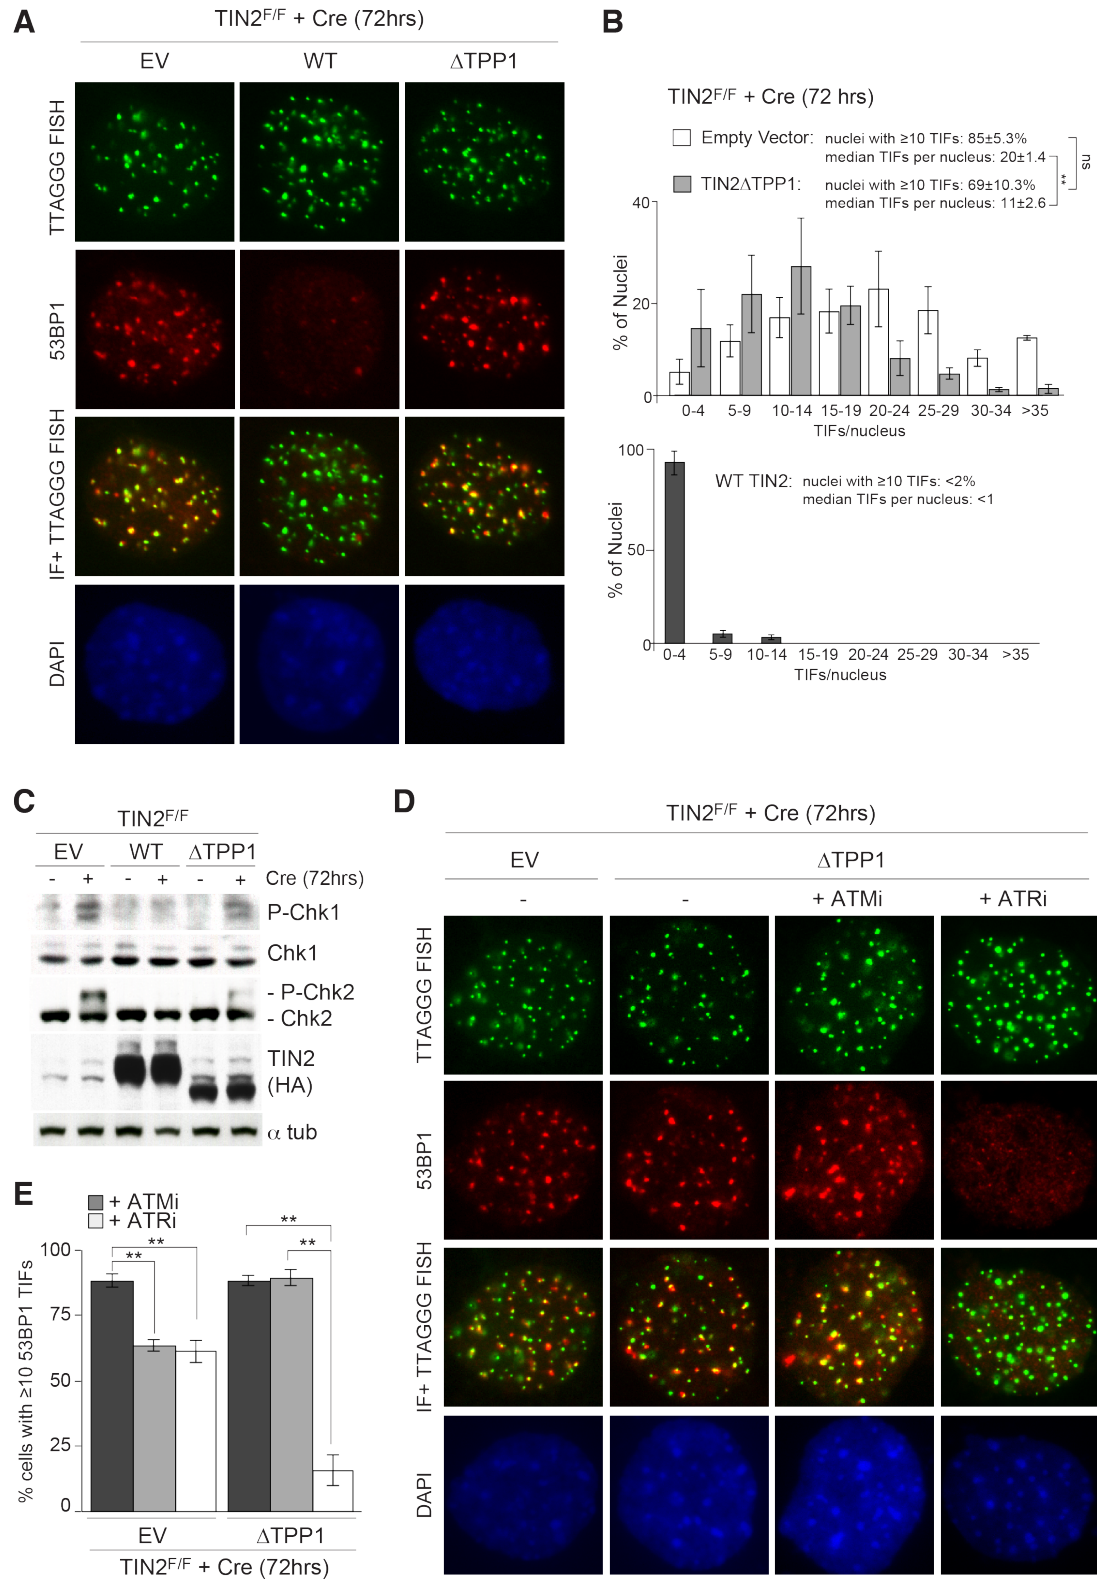 A
TIN2F/F + Cre (72hrs)
EV WT ΔTPP1
TTAGGG FISH
53BP1
IF+ TTAGGG FISH
DAPI
B
TIN2F/F + Cre (72 hrs)
Empty Vector: nuclei with ≥10 TIFs: 85±5.3%
median TIFs per nucleus: 20±1.4
TIN2ΔTPP1: nuclei with ≥10 TIFs: 69±10.3%
median TIFs per nucleus: 11±2.6
ns
**
40
20
0
% of Nuclei
0-4 5-9 10-14 15-19 20-24 25-29 30-34 >35
TIFs/nucleus
100
50
0
% of Nuclei
WT TIN2: nuclei with ≥10 TIFs: <2%
median TIFs per nucleus: <1
0-4 5-9 10-14 15-19 20-24 25-29 30-34 >35
TIFs/nucleus
C
TIN2F/F
EV WT ΔTPP1
- + - + - + Cre (72hrs)
P-Chk1
Chk1
- P-Chk2
- Chk2
TIN2
(HA)
α tub
D
TIN2F/F + Cre (72hrs)
EV ΔTPP1
- - + ATMi + ATRi
TTAGGG FISH
53BP1
IF+ TTAGGG FISH
DAPI
E
+ ATMi
+ ATRi
** ** ** **
100
75
50
25
0
% cells with ≥10 53BP1 TIFs
EV ΔTPP1
TIN2F/F + Cre (72hrs)